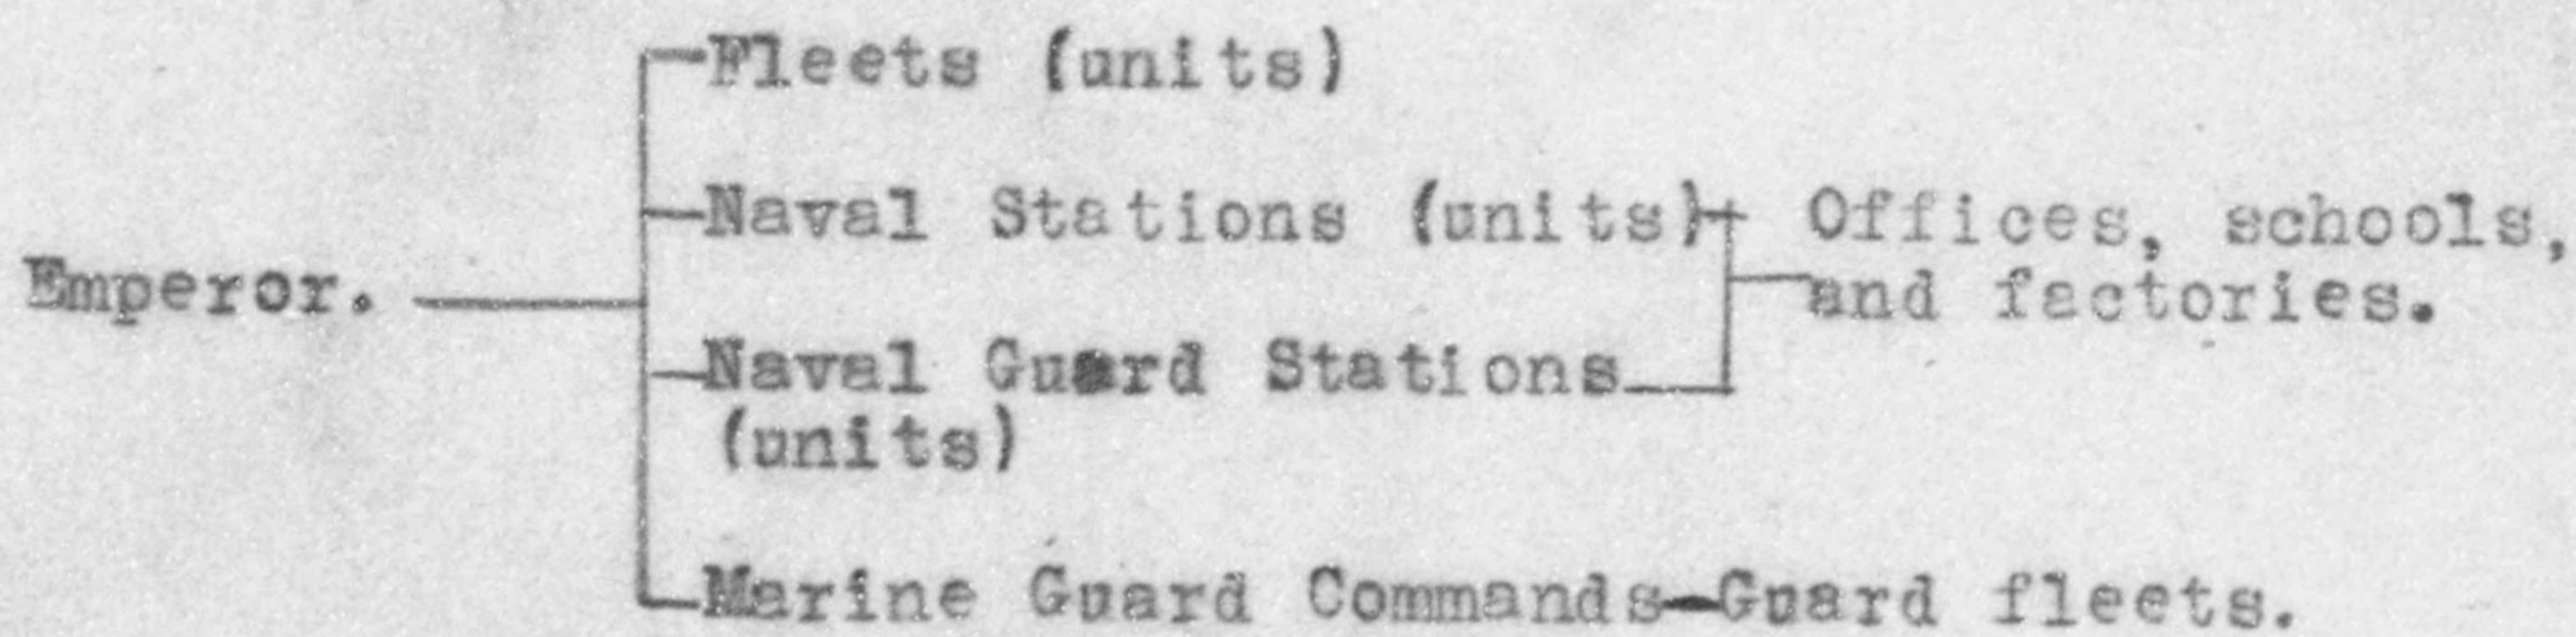 Fleets (units)
Naval Stations (units)
Offices, schools,
Emperor.
and factories.
Naval Guard Stations
(units)
Marine Guard Commands-Guard fleets.